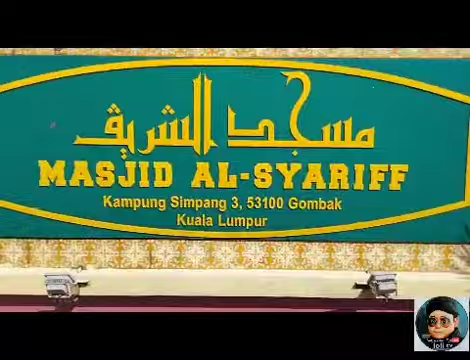 مسجد الشريف
MASJID AL-SYARIFF
Kampung Simpang 3, 53100 Gombak
Kuala Lumpur